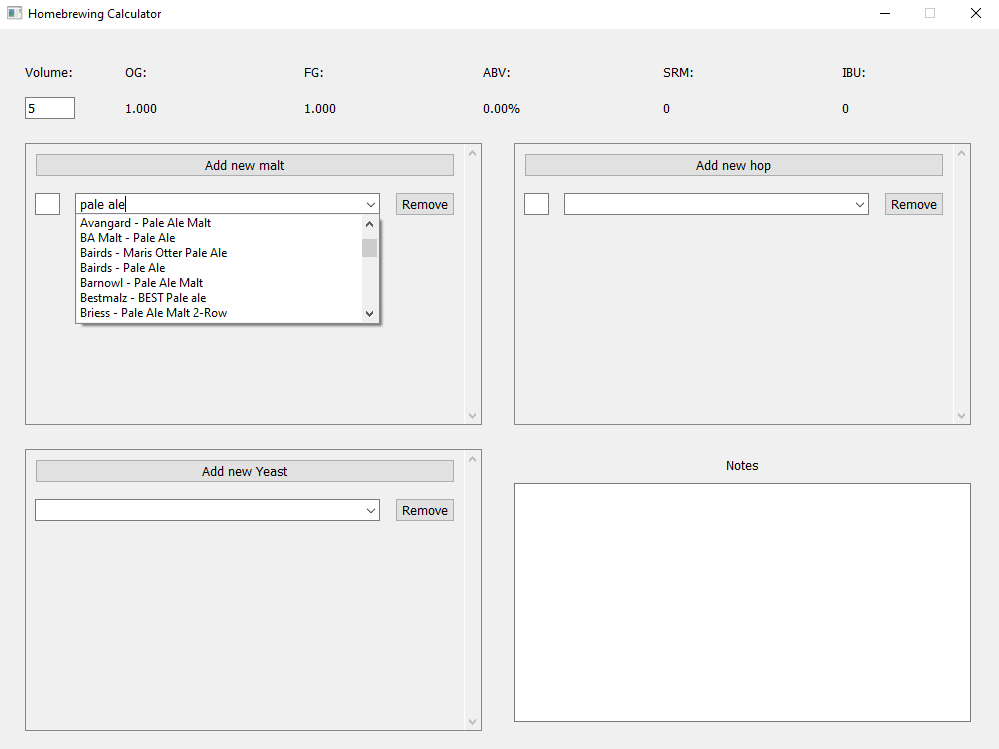 Homebrewing Calculator
Volume: OG: FG: ABV: SRM: IBU:
5 1.000 1.000 0.00% 0 0
Add new malt
pale ale Remove
Avangard - Pale Ale Malt
BA Malt - Pale Ale
Bairds - Maris Otter Pale Ale
Bairds - Pale Ale
Barnowl - Pale Ale Malt
Bestmalz - BEST Pale ale
Briess - Pale Ale Malt 2-Row
Add new hop
Remove
Add new Yeast
Remove
Notes